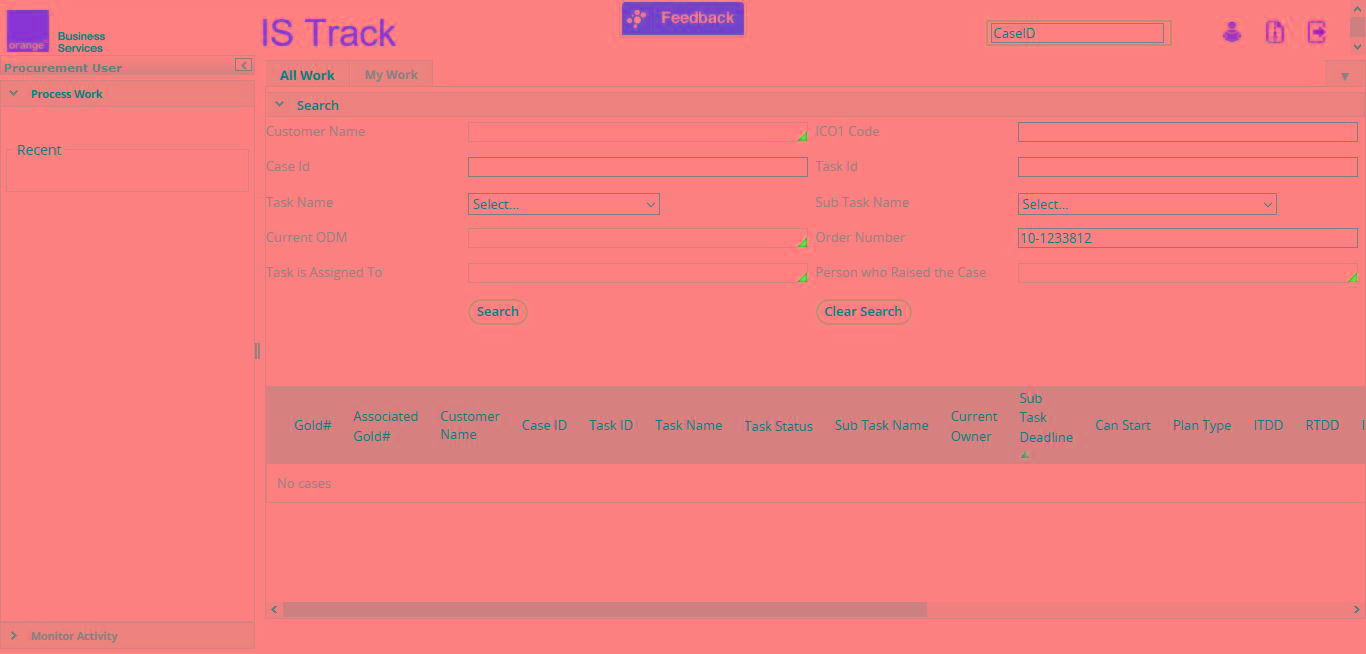 orange
Business
Services
IS Track
Feedback
CaseID
Procurement User
All Work
My Work
Process Work
Search
Customer Name
ICO1 Code
Recent
Case Id
Task Id
Task Name
Select...
Sub Task Name
Select...
Current ODM
Order Number
10-1233812
Task is Assigned To
Person who Raised the Case
Search
Clear Search
Gold#
Associated
Gold#
Customer
Name
Case ID
Task ID
Task Name
Task Status
Sub Task Name
Current
Owner
Sub
Task
Deadline
Can Start
Plan Type
ITDD
RTDD
No cases
Monitor Activity